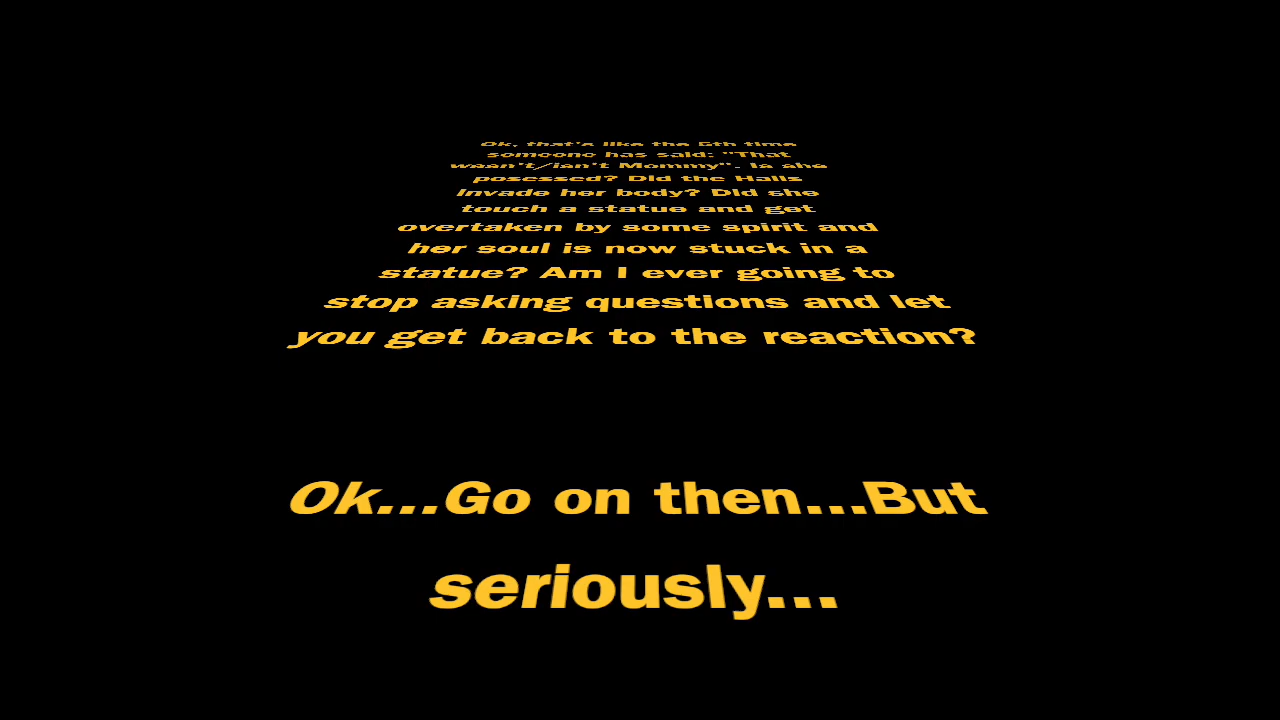 Ok, that's like the 5th time
someone has said: "That
wasn't/isn't Mommy". Is she
posessed? Did the Halls
invade her body? Did she
touch a statue and get
overtaken by some spirit and
her soul is now stuck in a
statue? Am I ever going to
stop asking questions and let
you get back to the reaction?
Ok...Go on then...But
seriously...